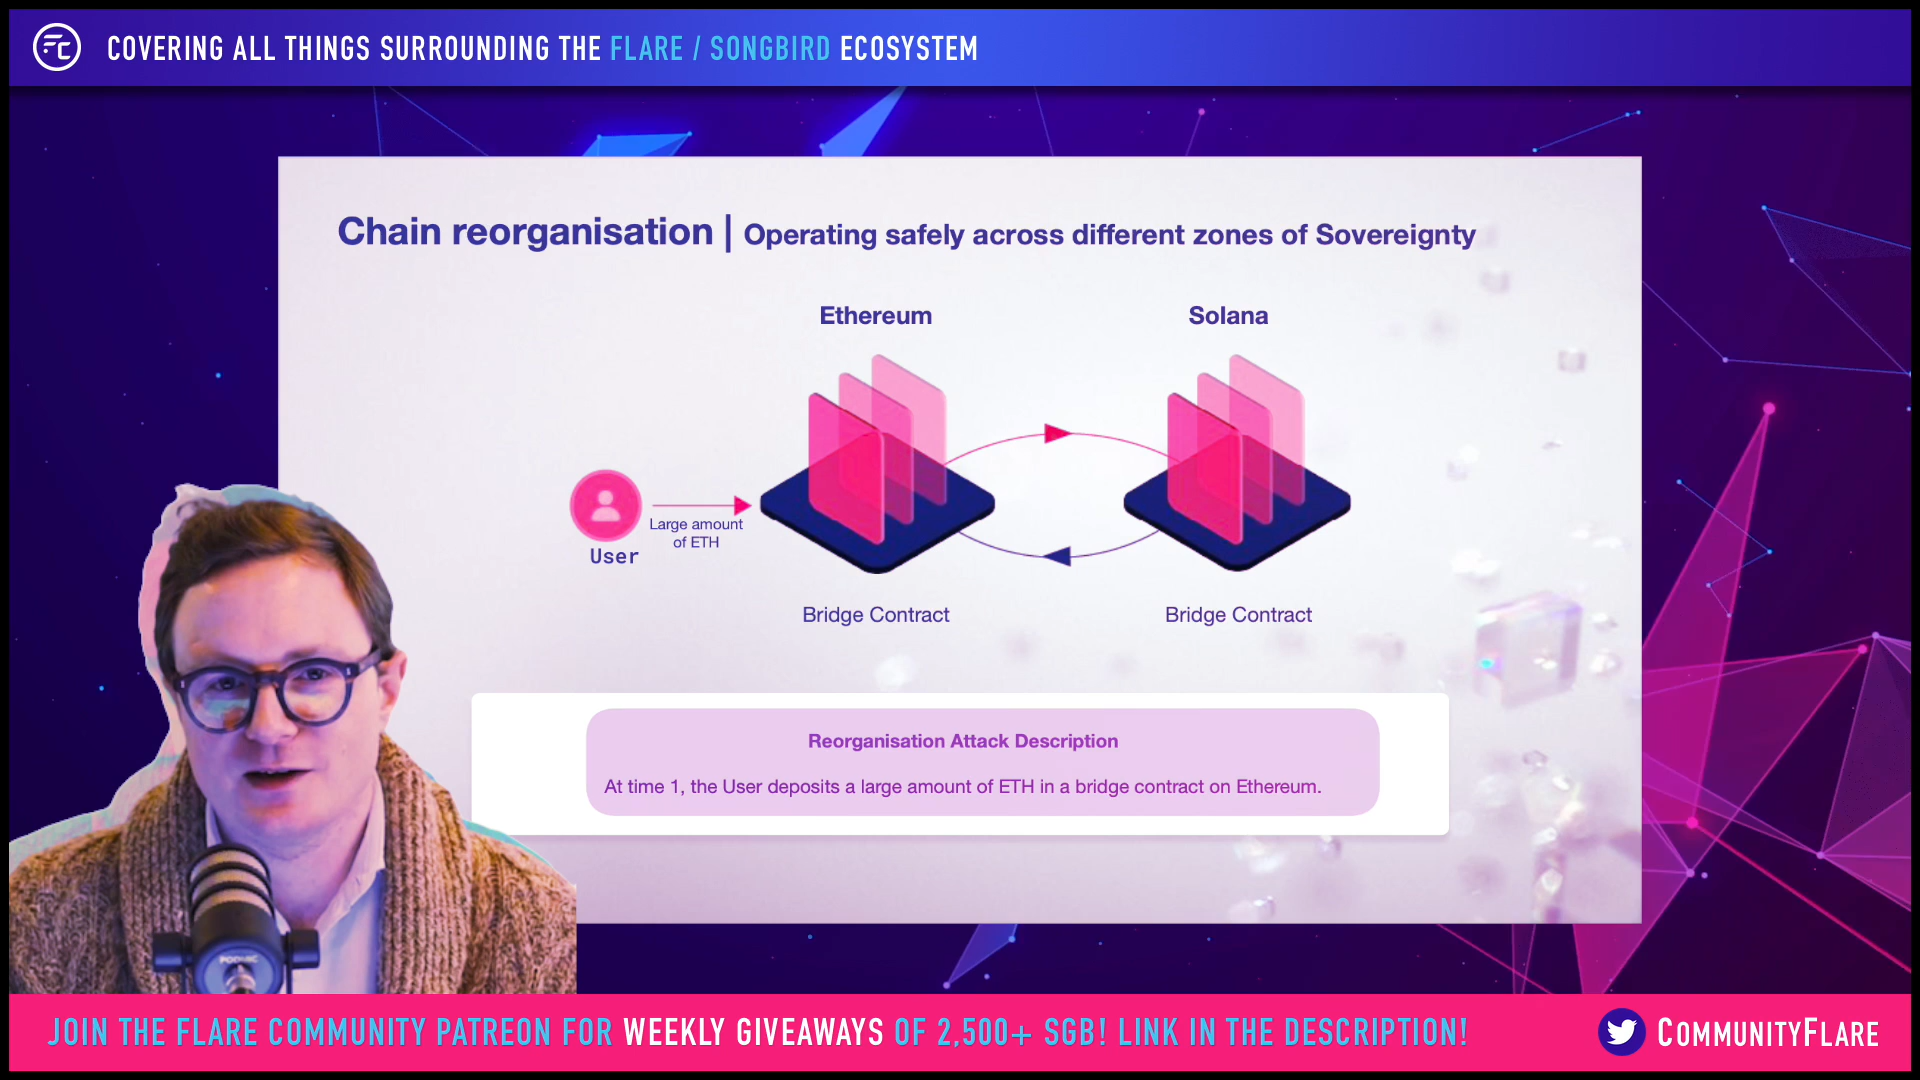 FC
COVERING ALL THINGS SURROUNDING THE FLARE / SONGBIRD ECOSYSTEM
Chain reorganisation | Operating safely across different zones of Sovereignty
Ethereum
Solana
Large amount
of ETH
User
Bridge Contract
Bridge Contract
Reorganisation Attack Description
At time 1, the User deposits a large amount of ETH in a bridge contract on Ethereum.
PODMIC
JOIN THE FLARE COMMUNITY PATREON FOR WEEKLY GIVEAWAYS OF 2,500+ SGB! LINK IN THE DESCRIPTION!
COMMUNITYFLARE